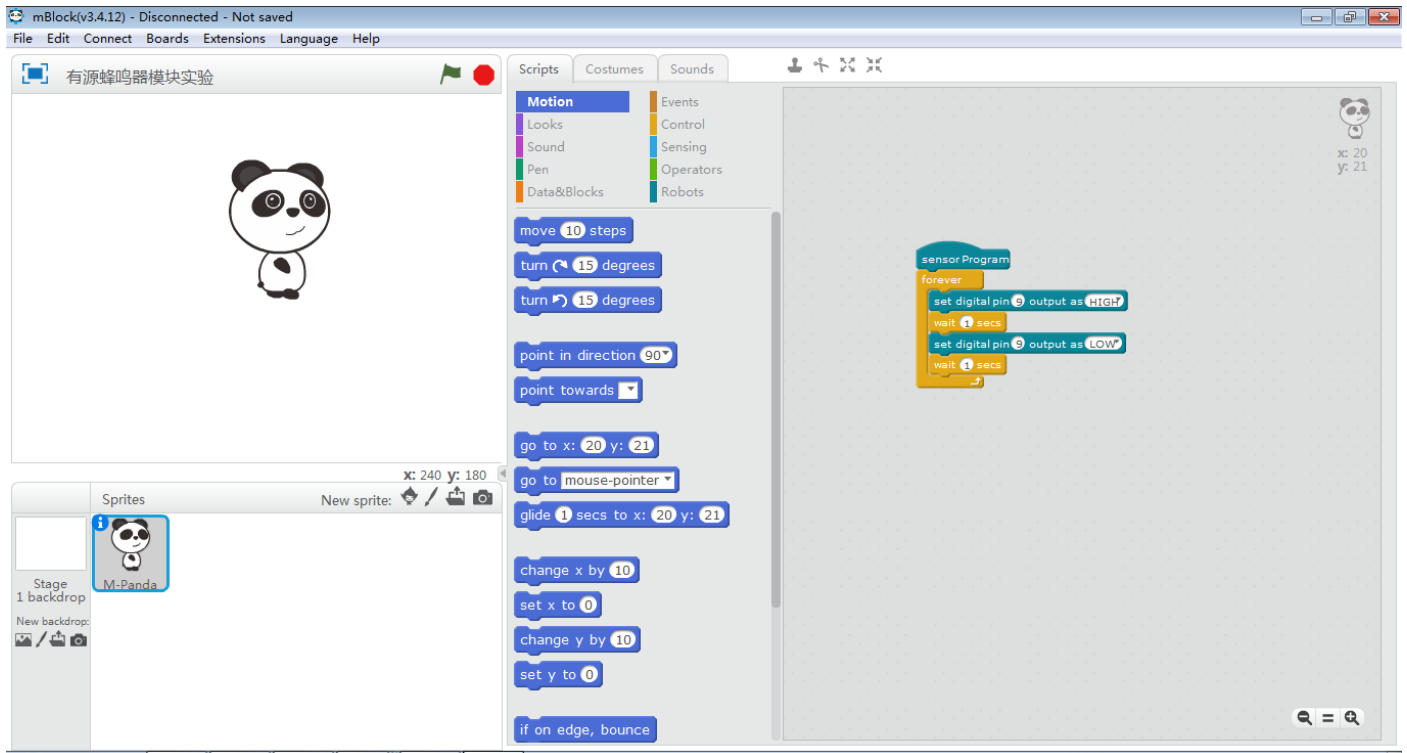 mBlock(v3.4.12) - Disconnected - Not saved
File Edit Connect Boards Extensions Language Help
有源蜂鸣器模块实验
x: 240 y: 180
Sprites
New sprite:
Stage
1 backdrop
New backdrop:
M-Panda
Scripts Costumes Sounds
Motion
Looks
Sound
Pen
Data&Blocks
Events
Control
Sensing
Operators
Robots
move 10 steps
turn 15 degrees
turn 15 degrees
point in direction 90
point towards
go to x: 20 y: 21
go to mouse-pointer
glide 1 secs to x: 20 y: 21
change x by 10
set x to 0
change y by 10
set y to 0
if on edge, bounce
x: 20
y: 21
sensor Program
forever
set digital pin 9 output as HIGH
wait 1 secs
set digital pin 9 output as LOW
wait 1 secs